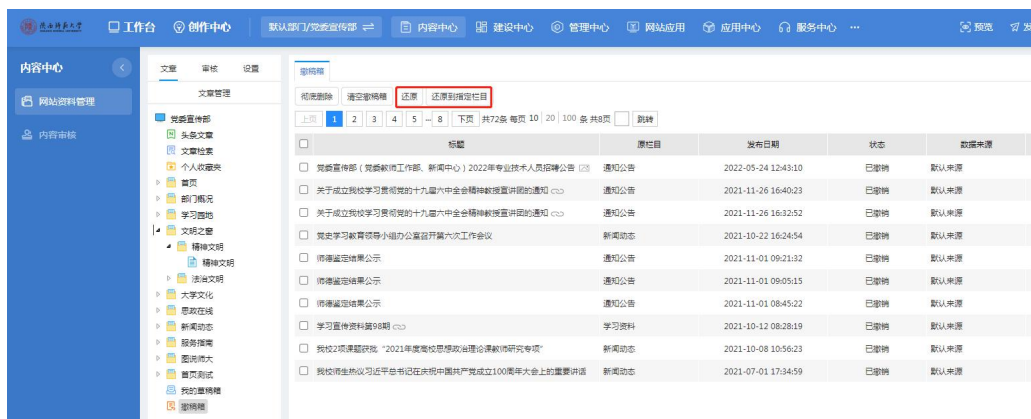 陕西师范大学 工作台 创作中心 默认部门/党委宣传部 内容中心 建设中心 管理中心 网站应用 应用中心 服务中心 ... 预览
内容中心
网站资料管理
内容审核
文章 审核 设置
文章管理
党委宣传部
头条文章
文章检索
个人收藏夹
首页
部门概况
学习园地
文明之窗
精神文明
精神文明
法治文明
大学文化
思政在线
新闻动态
服务指南
图说师大
首页测试
我的草稿箱
撤稿箱
撤稿箱
彻底删除 清空撤稿箱 还原 还原到指定栏目
上页 1 2 3 4 5 ... 8 下页 共72条 每页 10 20 100 条 共8页 跳转
标题 原栏目 发布日期 状态 数据来源
党委宣传部（党委教师工作部、新闻中心）2022年专业技术人员招聘公告 通知公告 2022-05-24 12:43:10 已撤销 默认来源
关于成立我校学习贯彻党的十九届六中全会精神教授宣讲团的通知 通知公告 2021-11-26 16:40:23 已撤销 默认来源
关于成立我校学习贯彻党的十九届六中全会精神教授宣讲团的通知 通知公告 2021-11-26 16:32:52 已撤销 默认来源
党史学习教育领导小组办公室召开第六次工作会议 新闻动态 2021-10-22 16:24:54 已撤销 默认来源
师德鉴定结果公示 通知公告 2021-11-01 09:21:32 已撤销 默认来源
师德鉴定结果公示 通知公告 2021-11-01 09:05:15 已撤销 默认来源
师德鉴定结果公示 通知公告 2021-11-01 08:45:22 已撤销 默认来源
学习宣传资料第98期 学习资料 2021-10-12 08:28:19 已撤销 默认来源
我校2项课题获批“2021年度高校思想政治理论课教师研究专项” 新闻动态 2021-10-08 10:56:23 已撤销 默认来源
我校师生热议习近平总书记在庆祝中国共产党成立100周年大会上的重要讲话 新闻动态 2021-07-01 17:34:59 已撤销 默认来源